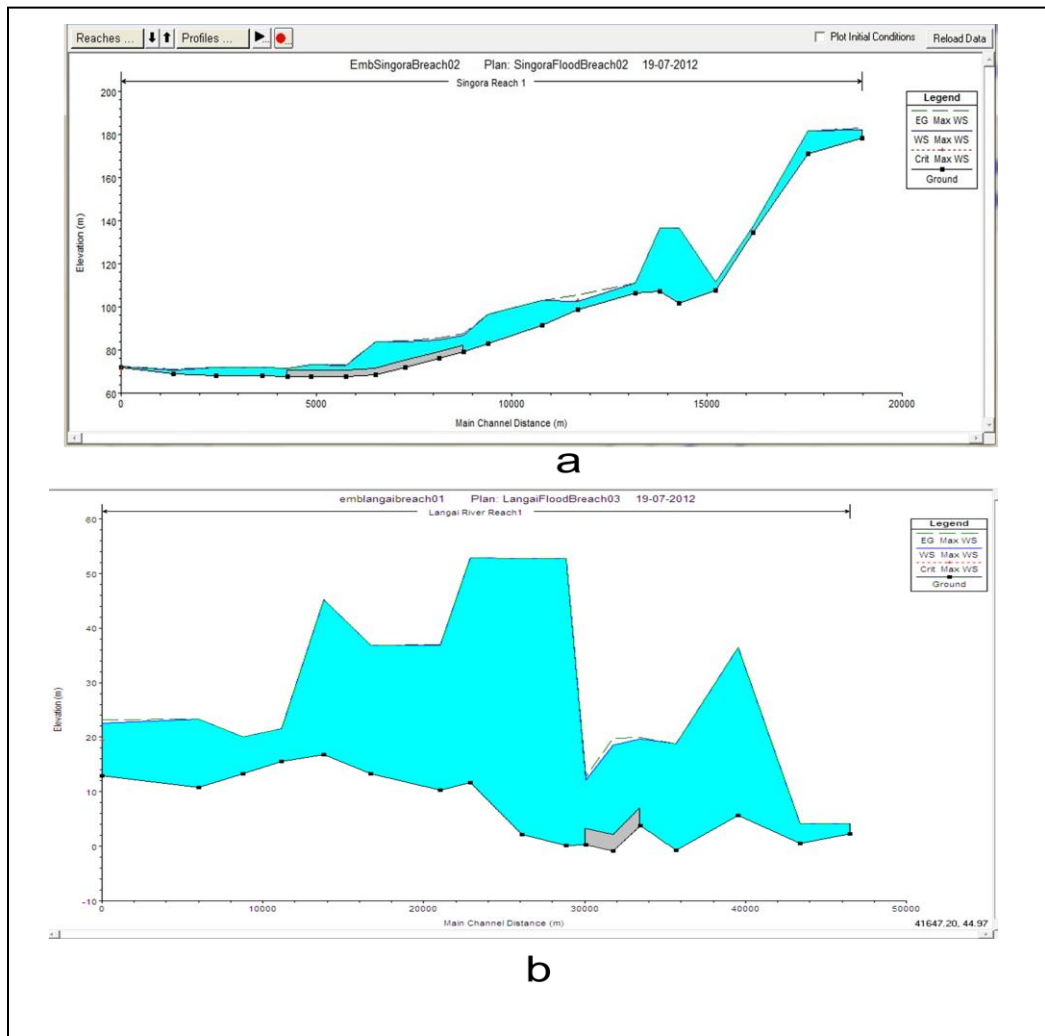 Reaches ... Profiles ... Plot Initial Conditions Reload Data
EmbSingoraBreach02 Plan: SingoraFloodBreach02 19-07-2012
Singora Reach 1
Legend
EG Max WS
WS Max WS
Crit Max WS
Ground
Elevation (m)
200
180
160
140
120
100
80
60
0 5000 10000 15000 20000
Main Channel Distance (m)
a
emblangaibreach01 Plan: LangaiFloodBreach03 19-07-2012
Langai River Reach1
Legend
EG Max WS
WS Max WS
Crit Max WS
Ground
Elevation (m)
60
50
40
30
20
10
0
-10
0 10000 20000 30000 40000 50000
Main Channel Distance (m)
41647.20, 44.97
b